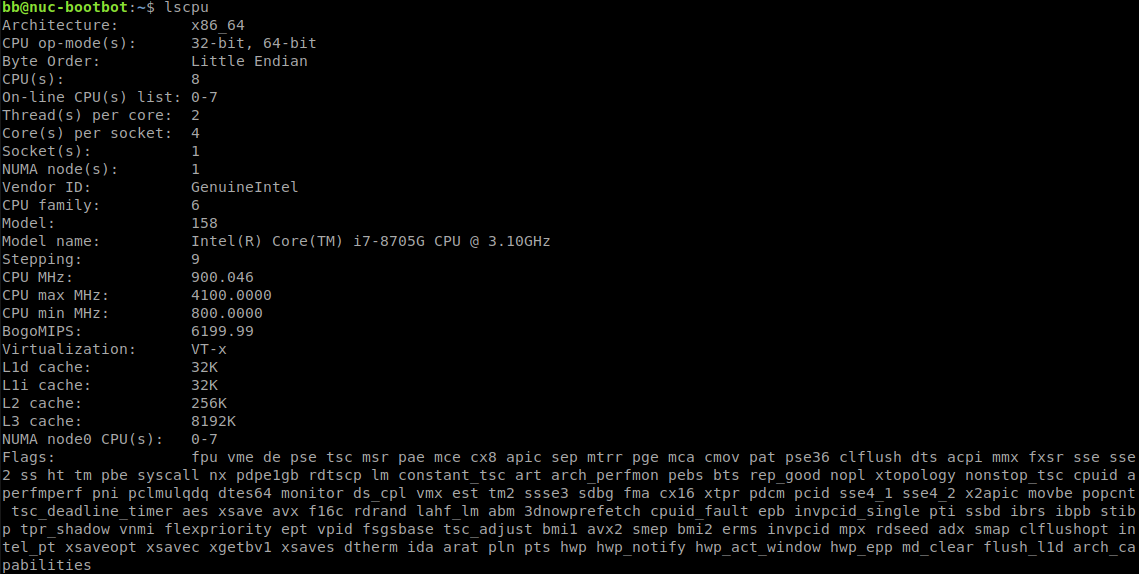 bb@nuc-bootbot:~$ lscpu
Architecture:        x86_64
CPU op-mode(s):      32-bit, 64-bit
Byte Order:          Little Endian
CPU(s):              8
On-line CPU(s) list: 0-7
Thread(s) per core:  2
Core(s) per socket:  4
Socket(s):           1
NUMA node(s):        1
Vendor ID:           GenuineIntel
CPU family:          6
Model:               158
Model name:          Intel(R) Core(TM) i7-8705G CPU @ 3.10GHz
Stepping:            9
CPU MHz:             900.046
CPU max MHz:         4100.0000
CPU min MHz:         800.0000
BogoMIPS:            6199.99
Virtualization:      VT-x
L1d cache:           32K
L1i cache:           32K
L2 cache:            256K
L3 cache:            8192K
NUMA node0 CPU(s):   0-7
Flags:               fpu vme de pse tsc msr pae mce cx8 apic sep mtrr pge mca cmov pat pse36 clflush dts acpi mmx fxsr sse sse
2 ss ht tm pbe syscall nx pdpe1gb rdtscp lm constant_tsc art arch_perfmon pebs bts rep_good nopl xtopology nonstop_tsc cpuid a
perfmperf pni pclmulqdq dtes64 monitor ds_cpl vmx est tm2 ssse3 sdbg fma cx16 xtpr pdcm pcid sse4_1 sse4_2 x2apic movbe popcnt
 tsc_deadline_timer aes xsave avx f16c rdrand lahf_lm abm 3dnowprefetch cpuid_fault epb invpcid_single pti ssbd ibrs ibpb stib
p tpr_shadow vnmi flexpriority ept vpid fsgsbase tsc_adjust bmi1 avx2 smep bmi2 erms invpcid mpx rdseed adx smap clflushopt in
tel_pt xsaveopt xsavec xgetbv1 xsaves dtherm ida arat pln pts hwp hwp_notify hwp_act_window hwp_epp md_clear flush_l1d arch_ca
pabilities